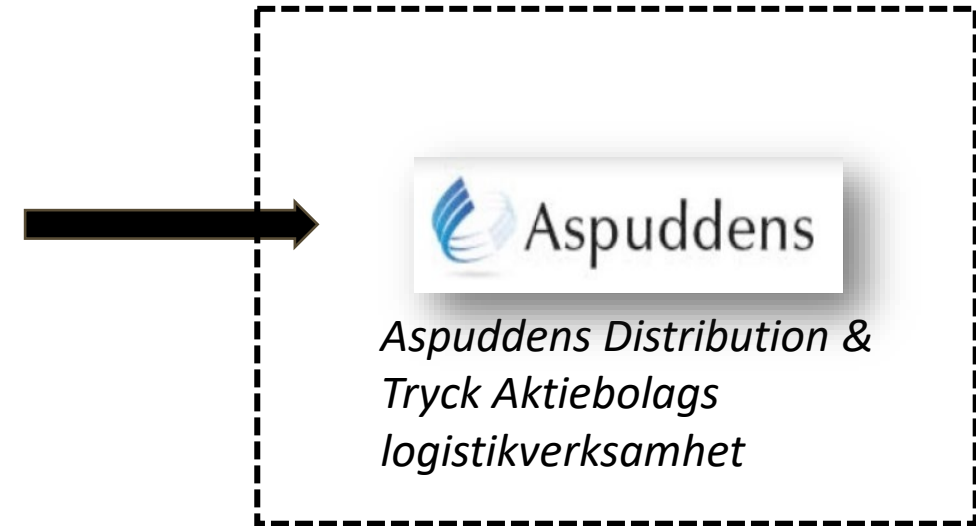 Aspuddens
Aspuddens Distribution &
Tryck Aktiebolags
logistikverksamhet